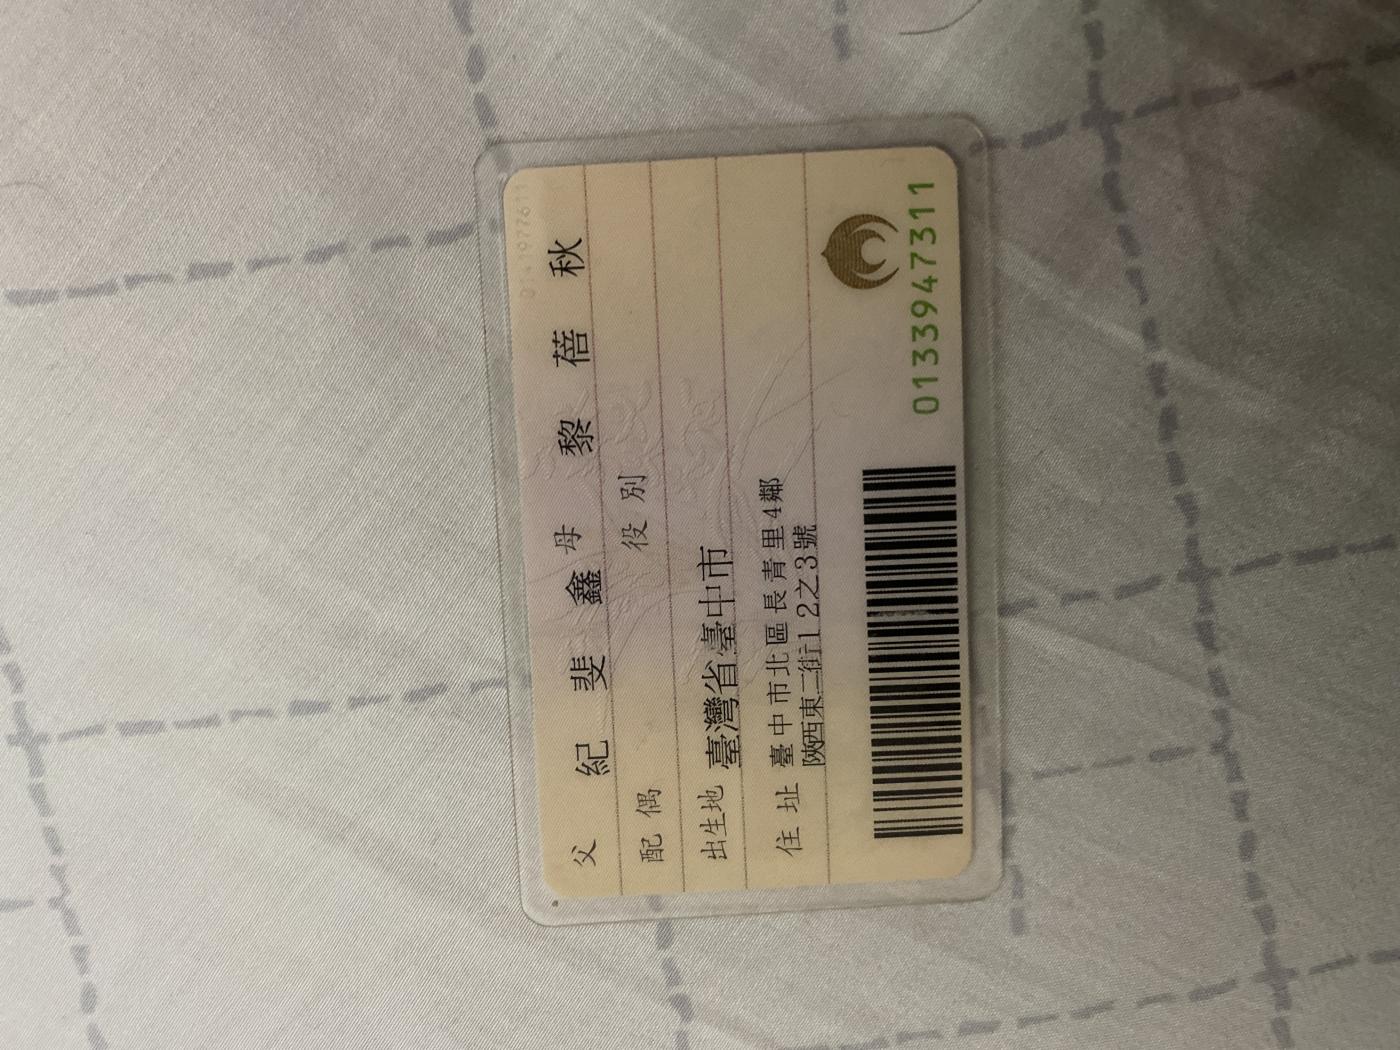 父 紀斐鑫 母 黎蓓秋
配偶 役別
出生地 臺灣省臺中市
住址 臺中市北區長青里4鄰
陝西東二街12之3號
0133947311